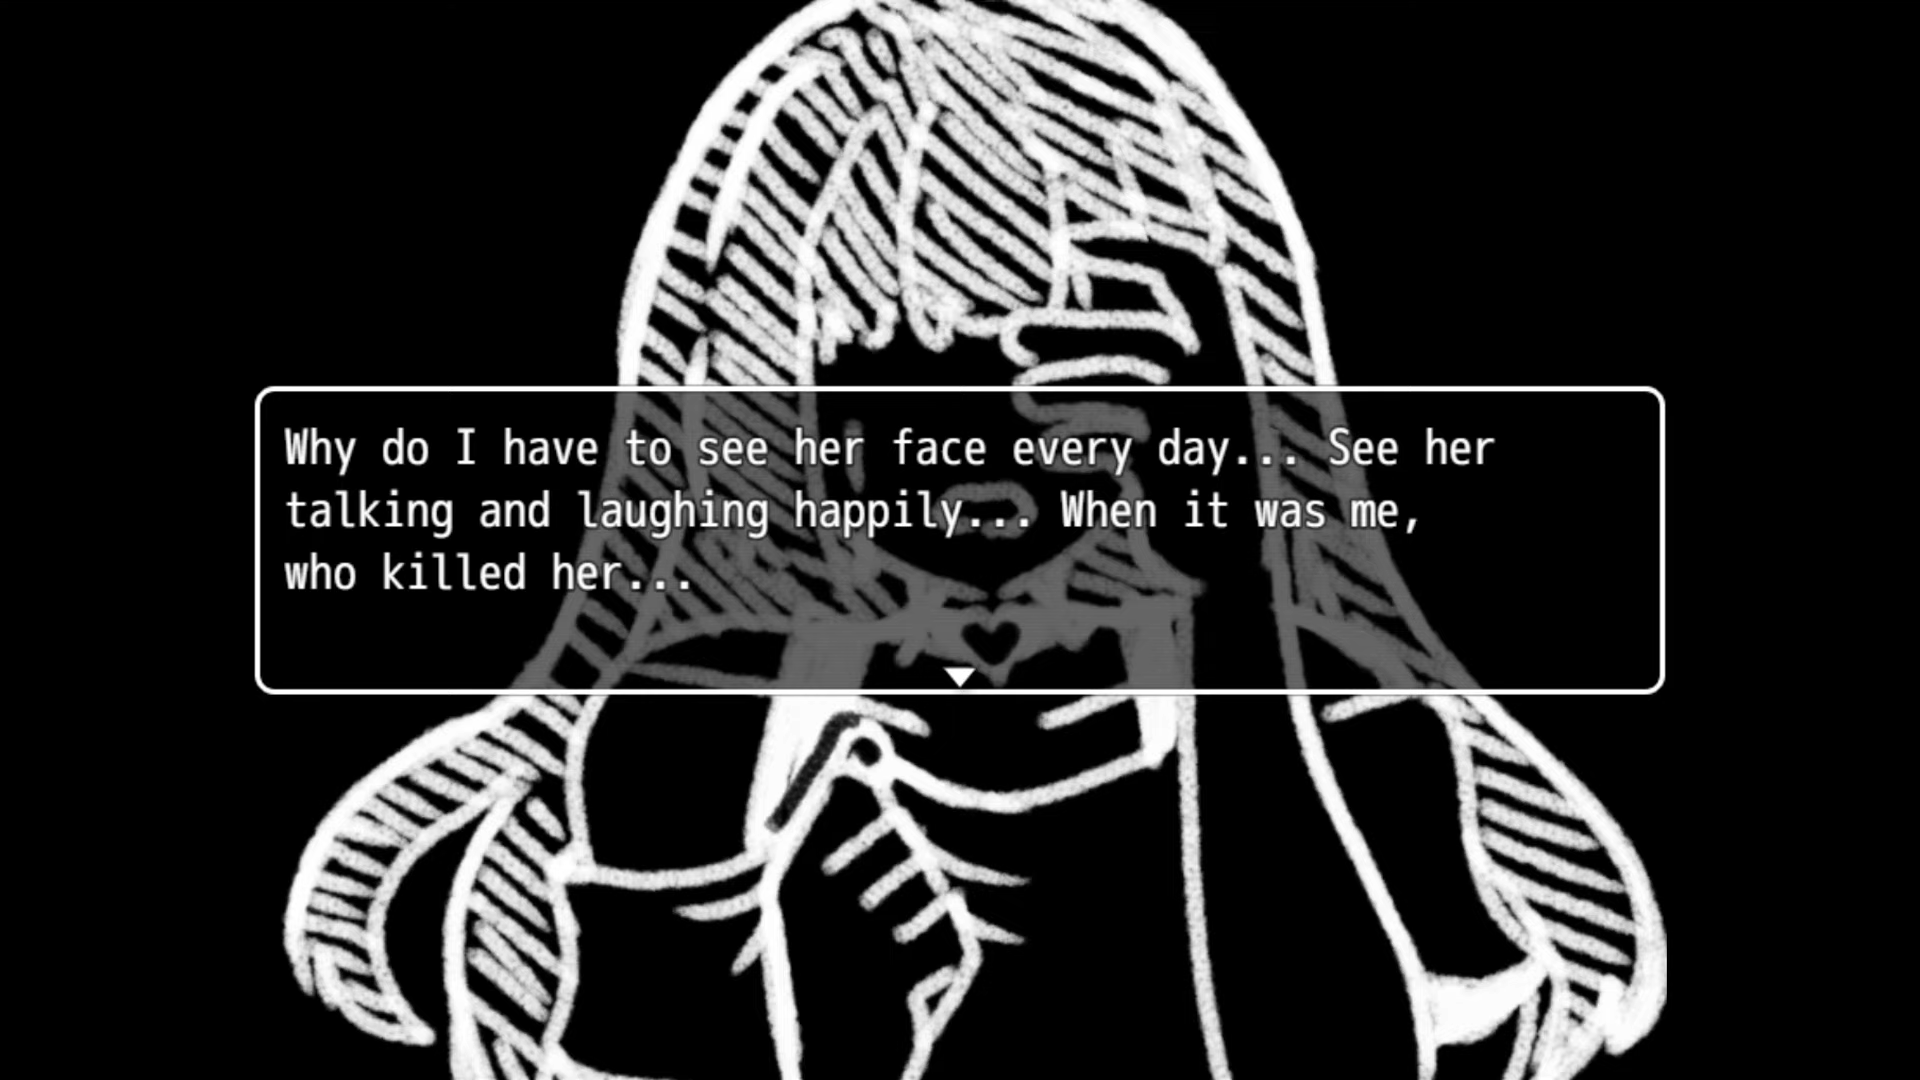 Why do I have to see her face every day... See her
talking and laughing happily... When it was me,
who killed her...